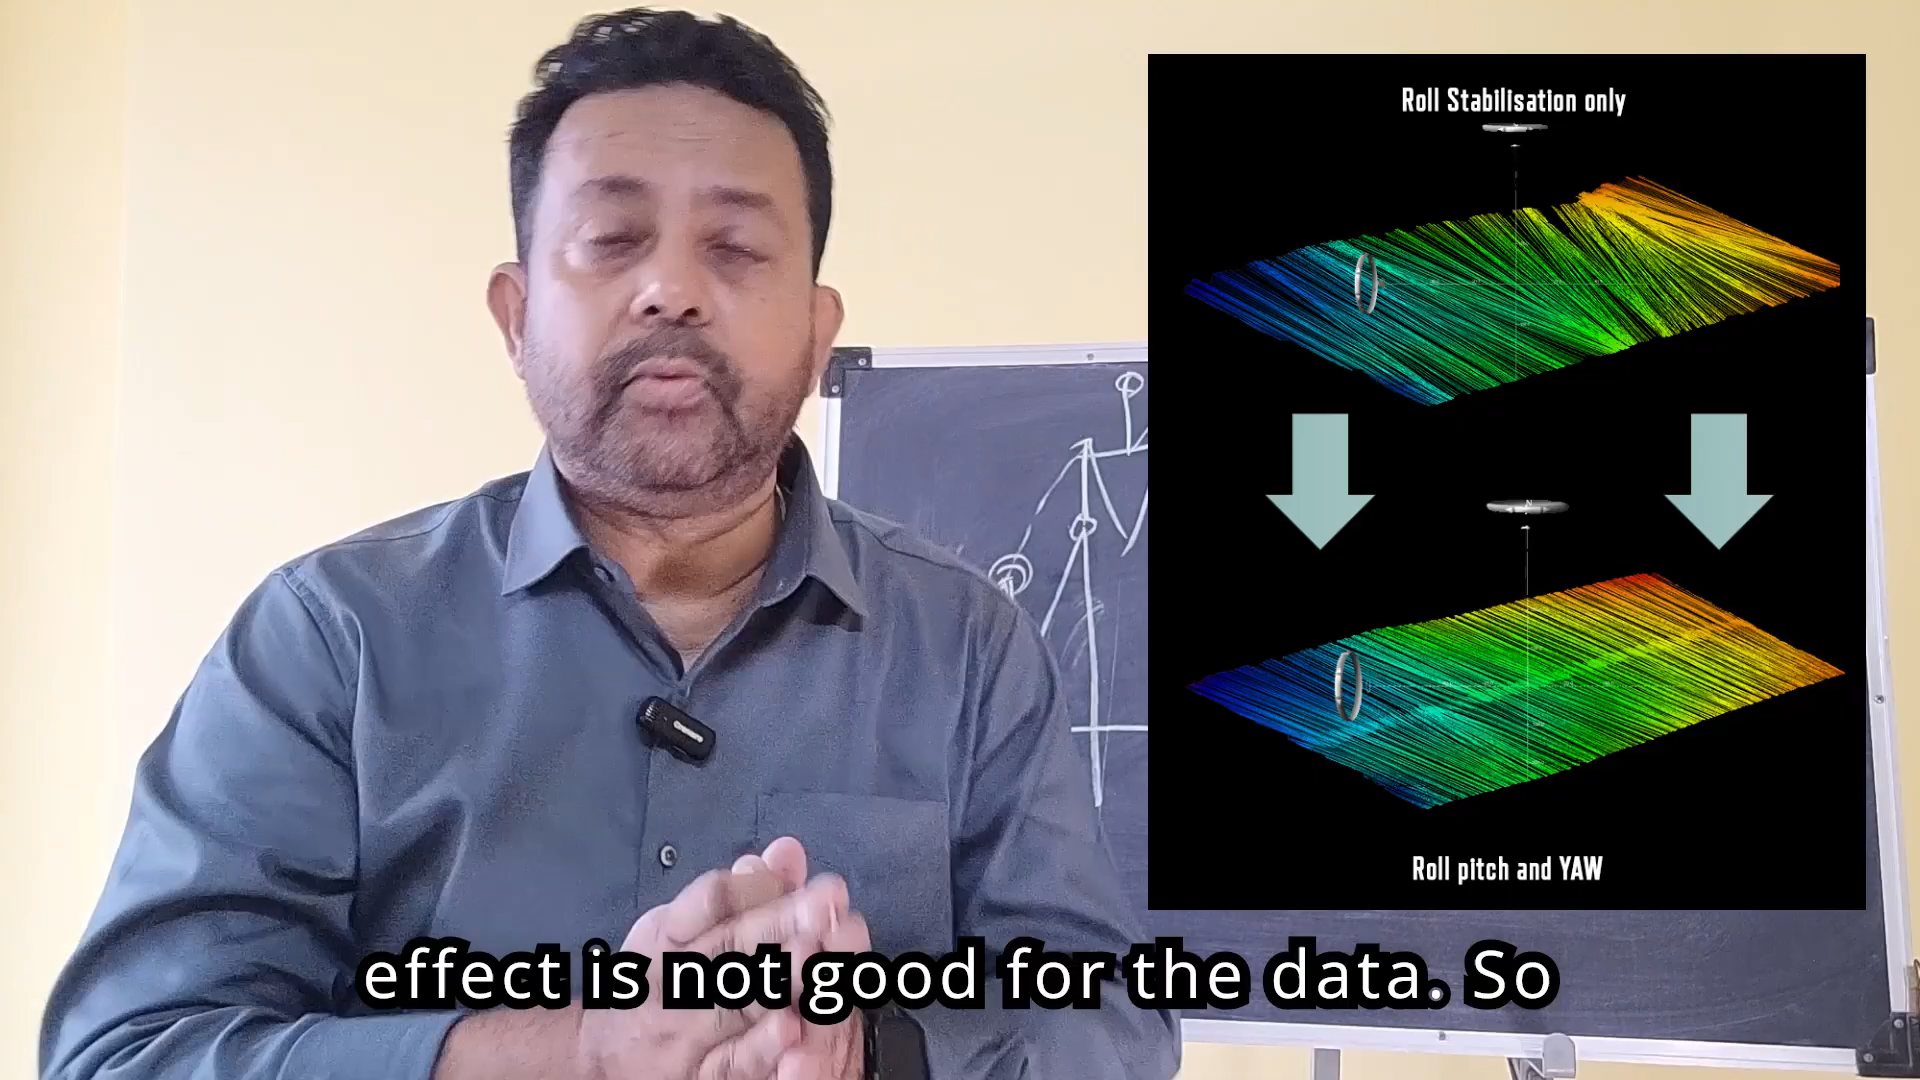 Roll Stabilisation only
Roll pitch and YAW
effect is not good for the data. So